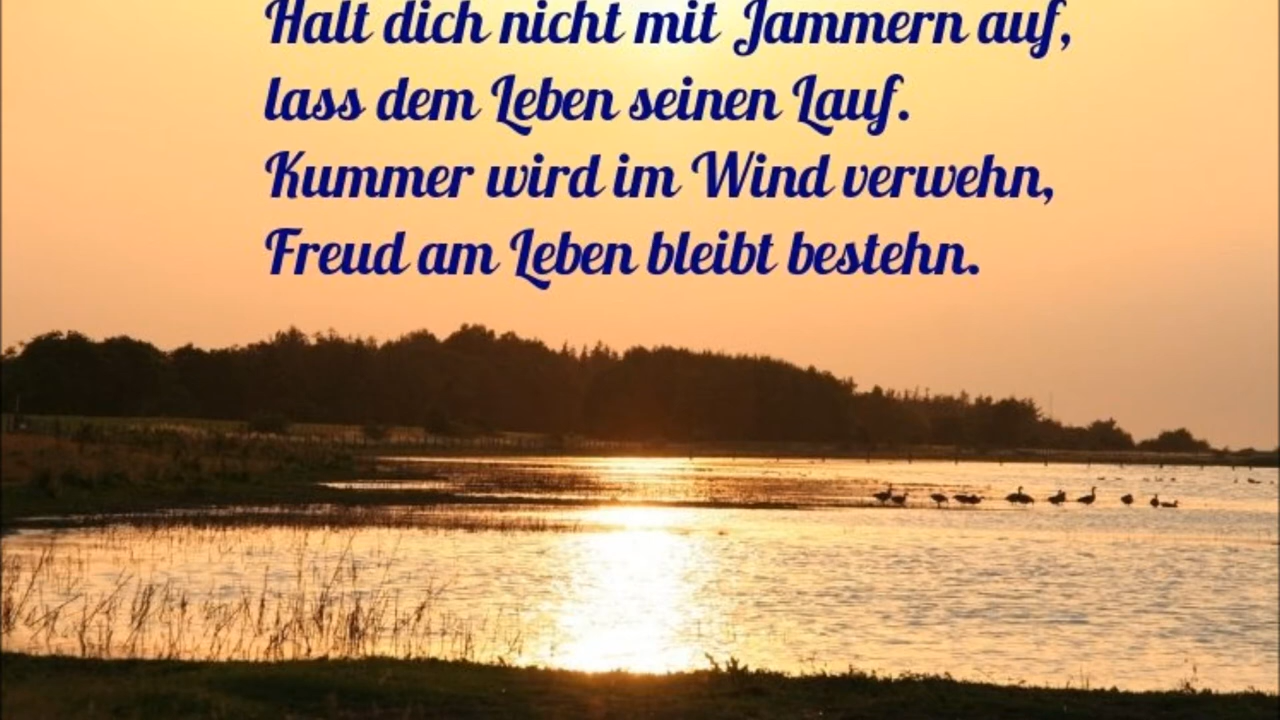 Halt dich nicht mit Jammern auf,
lass dem Leben seinen Lauf.
Kummer wird im Wind verwehn,
Freud am Leben bleibt bestehn.